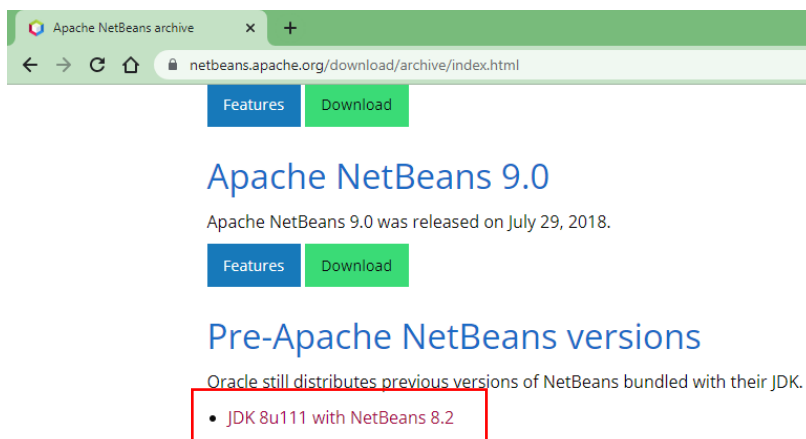 Apache NetBeans archive
netbeans.apache.org/download/archive/index.html
Features Download
Apache NetBeans 9.0
Apache NetBeans 9.0 was released on July 29, 2018.
Features Download
Pre-Apache NetBeans versions
Oracle still distributes previous versions of NetBeans bundled with their JDK.
• JDK 8u111 with NetBeans 8.2